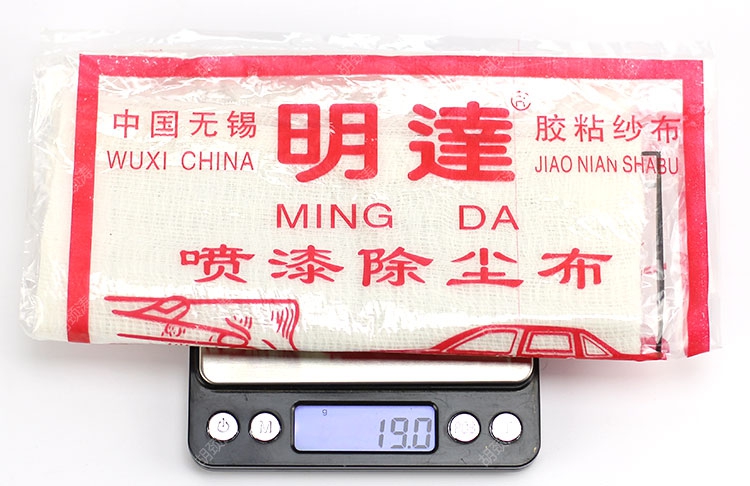 中国无锡
WUXI CHINA
明達
®
胶粘纱布
JIAO NIAN SHABU
MING DA
喷漆除尘布
g
19.0
M